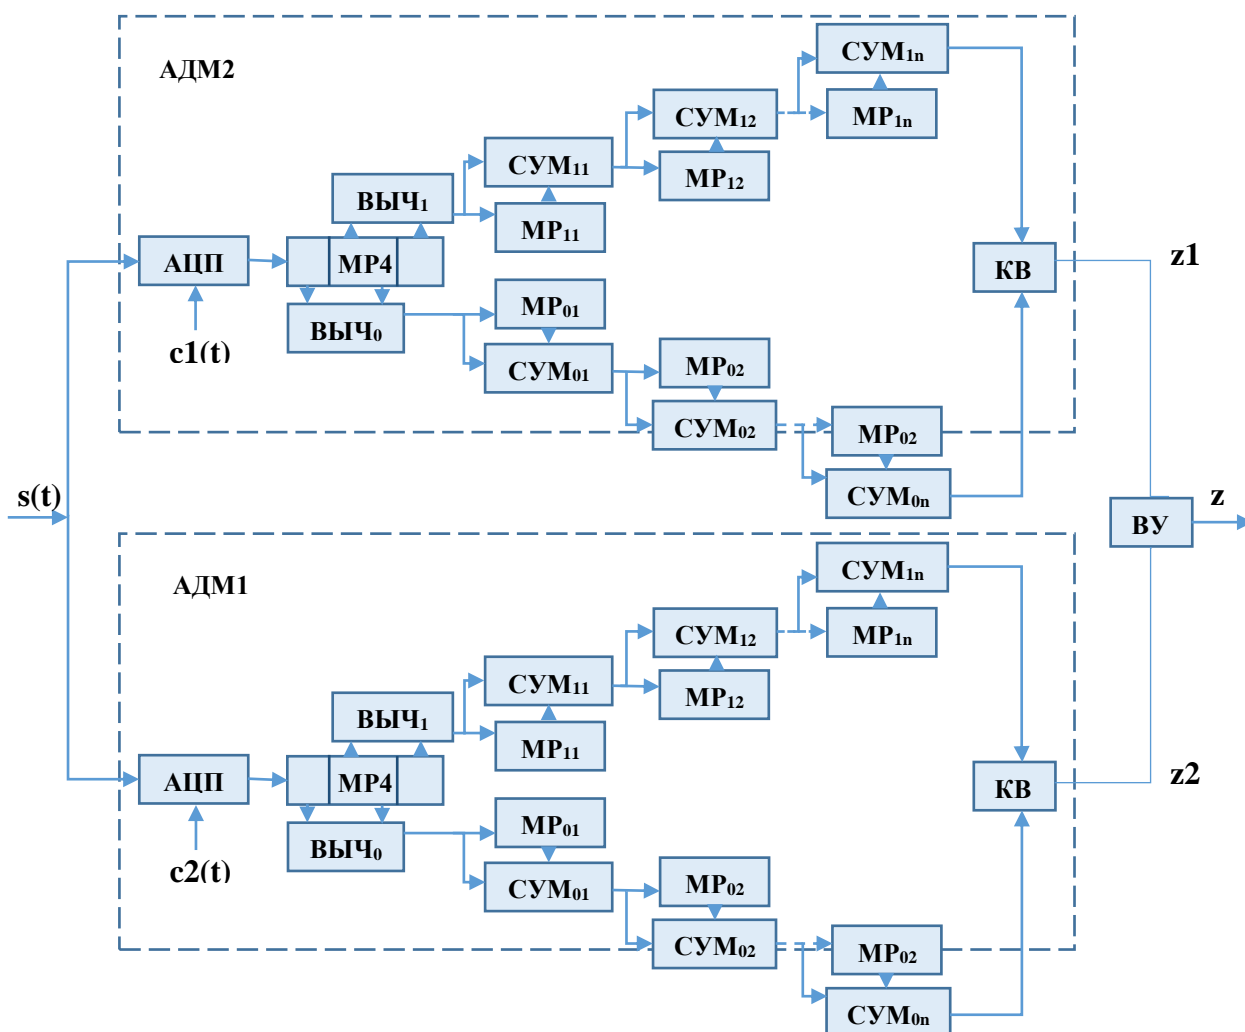 СУМ1n
АДМ2
МР1n
СУМ12
МР12
СУМ11
ВЫЧ1
МР11
АЦП
МР4
КВ
z1
МР01
ВЫЧ0
c1(t)
СУМ01
МР02
СУМ02
МР02
СУМ0n
s(t)
z
ВУ
СУМ1n
АДМ1
МР1n
СУМ12
МР12
СУМ11
ВЫЧ1
МР11
АЦП
МР4
КВ
z2
МР01
ВЫЧ0
c2(t)
СУМ01
МР02
СУМ02
МР02
СУМ0n